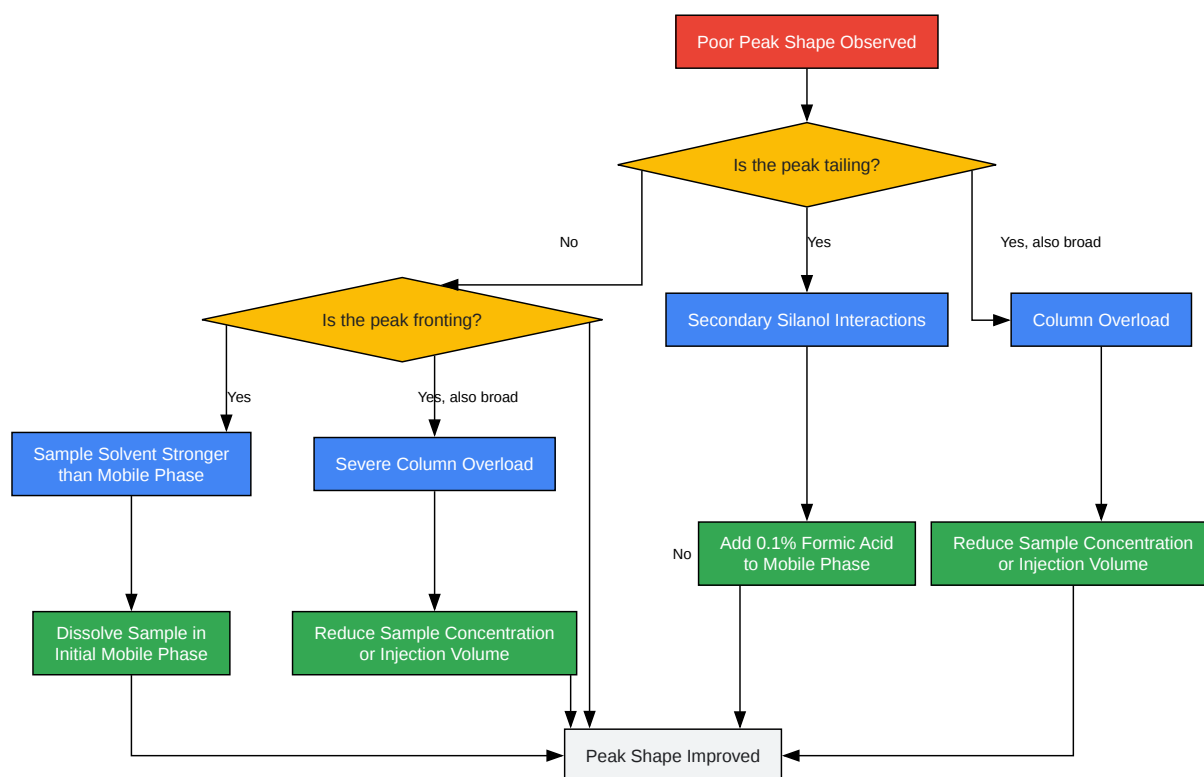 Poor Peak Shape Observed
Is the peak tailing?
No
Yes
Yes, also broad
Is the peak fronting?
Secondary Silanol Interactions
Column Overload
Yes
Yes, also broad
Sample Solvent Stronger
than Mobile Phase
Severe Column Overload
No
Add 0.1% Formic Acid
to Mobile Phase
Reduce Sample Concentration
or Injection Volume
Dissolve Sample in
Initial Mobile Phase
Reduce Sample Concentration
or Injection Volume
Peak Shape Improved